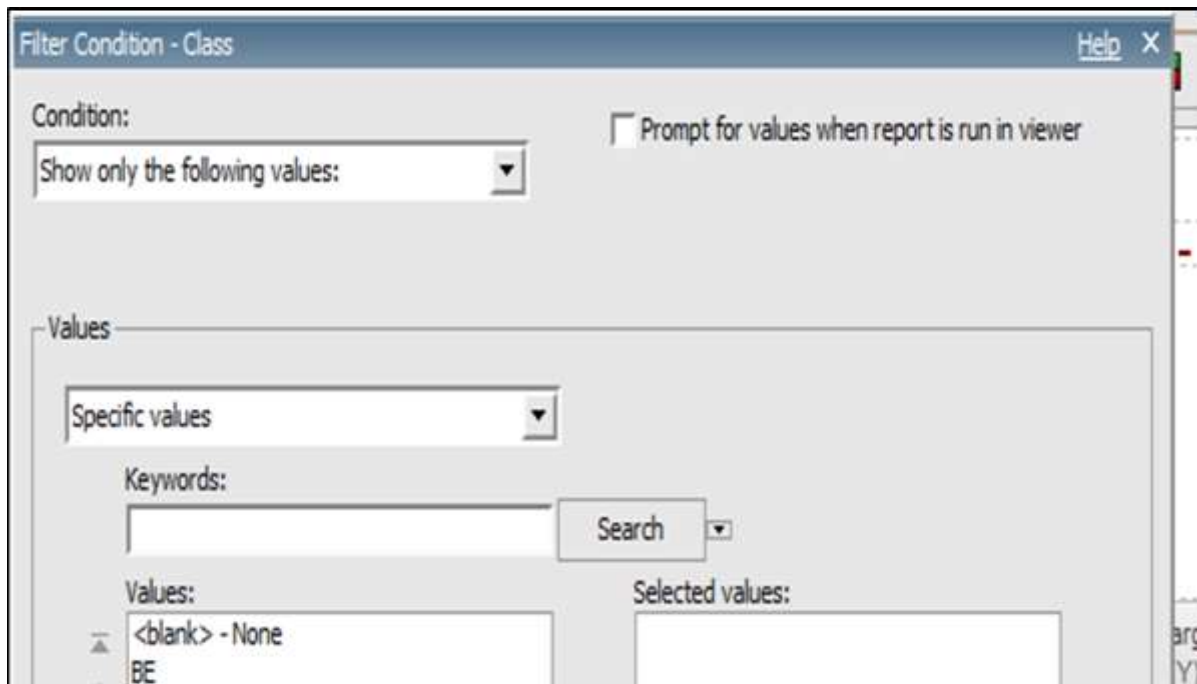 Filter Condition - Class
Help X
Condition:
Prompt for values when report is run in viewer
Show only the following values:
Values
Specific values
Keywords:
Search
Values:
Selected values:
<blank> - None
BE